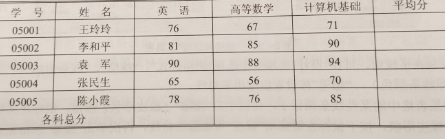 学 号 姓 名 英 语 高等数学 计算机基础 平均分
05001 王玲玲 76 67 71
05002 李和平 81 85 90
05003 袁 军 90 88 94
05004 张民生 65 56 70
05005 陈小霞 78 76 85
各科总分